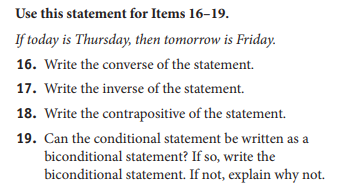 Use this statement for Items 16–19.
If today is Thursday, then tomorrow is Friday.
16. Write the converse of the statement.
17. Write the inverse of the statement.
18. Write the contrapositive of the statement.
19. Can the conditional statement be written as a
biconditional statement? If so, write the
biconditional statement. If not, explain why not.